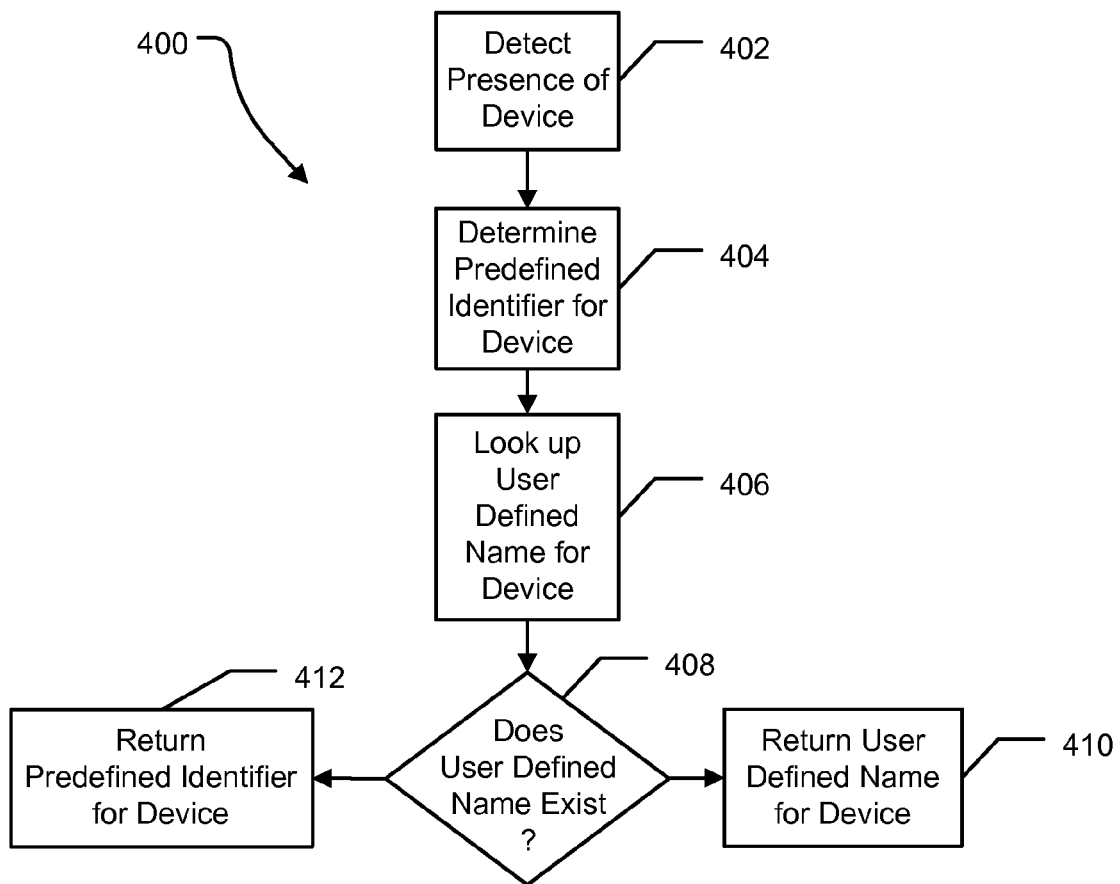 400
Detect
Presence of
Device
402
Determine
Predefined
Identifier for
Device
404
Look up
User
Defined
Name for
Device
406
408
Does
User Defined
Name Exist
?
412
Return
Predefined Identifier
for Device
Return User
Defined Name
for Device
410